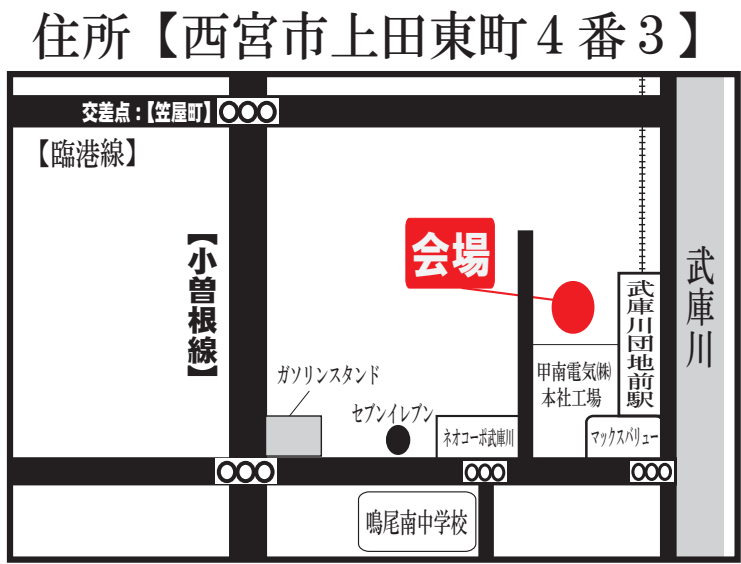 住所【西宮市上田東町４番３】
交差点：【笠屋町】
【臨港線】
【小曽根線】
会場
武庫川
武庫川団地前駅
甲南電気㈱
本社工場
ガソリンスタンド
セブンイレブン
ネオコーポ武庫川
マックスバリュー
鳴尾南中学校